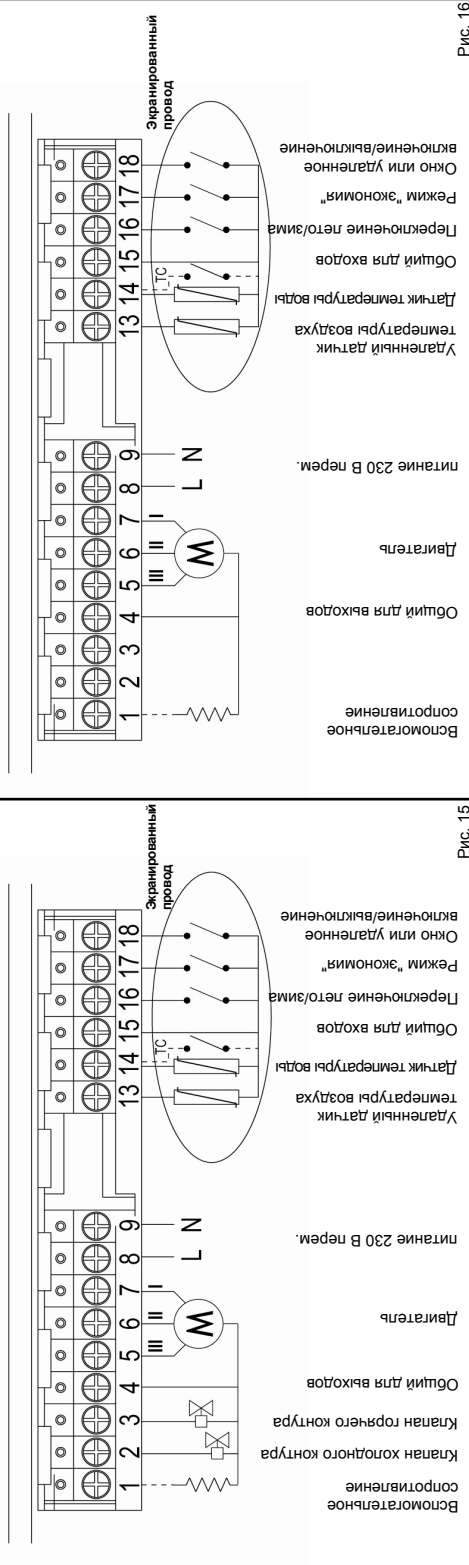 Рис. 15
Экранированный
провод
1
2
3
4
5
6
7
8
9
13
14
15
16
17
18
III
II
I
M
L
N
TC
Вспомогательное
сопротивление
Клапан холодного контура
Клапан горячего контура
Общий для выходов
Двигатель
питание 230 В перем.
Удаленный датчик
температуры воздуха
Датчик температуры воды
Общий для входов
Переключение лето/зима
Режим "экономия"
Окно или удаленное
включение/выключение
Рис. 16
Экранированный
провод
1
2
3
4
5
6
7
8
9
13
14
15
16
17
18
III
II
I
M
L
N
TC
Вспомогательное
сопротивление
Общий для выходов
Двигатель
питание 230 В перем.
Удаленный датчик
температуры воздуха
Датчик температуры воды
Общий для входов
Переключение лето/зима
Режим "экономия"
Окно или удаленное
включение/выключение